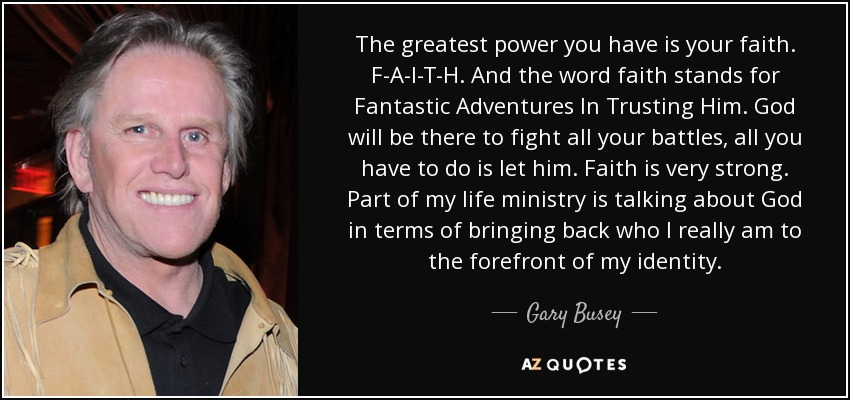 The greatest power you have is your faith.
F-A-I-T-H. And the word faith stands for
Fantastic Adventures In Trusting Him. God
will be there to fight all your battles, all you
have to do is let him. Faith is very strong.
Part of my life ministry is talking about God
in terms of bringing back who I really am to
the forefront of my identity.
Gary Busey
AZ QUOTES